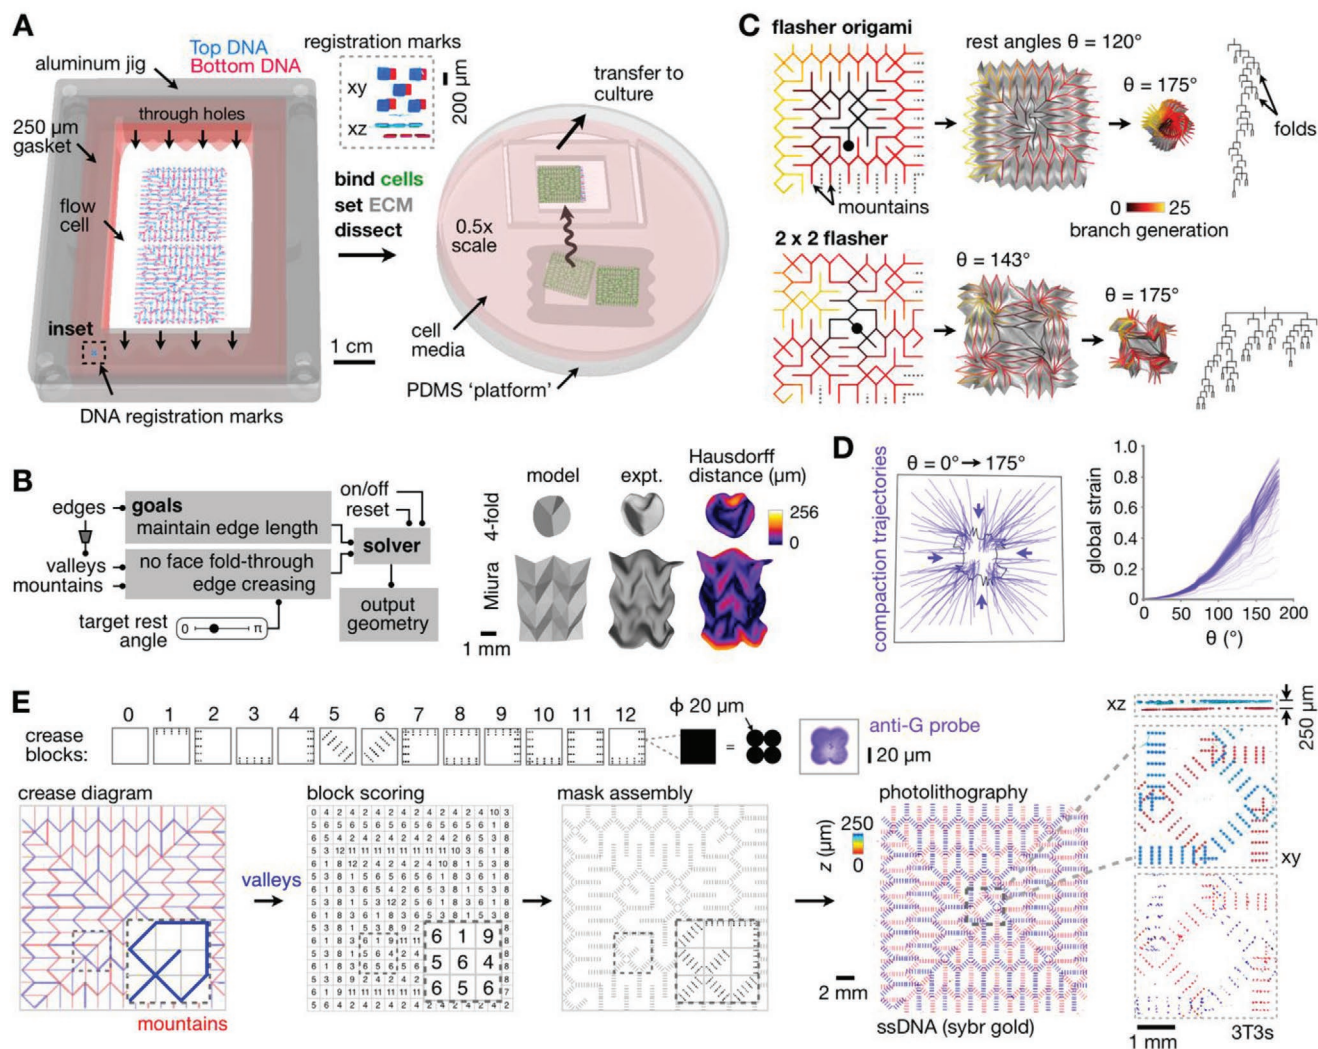 A
Top DNA
Bottom DNA
aluminum jig
250 μm
gasket
through holes
flow
cell
inset
1 cm
DNA registration marks
registration marks
xy
xz
200 μm
bind cells
set ECM
dissect
transfer to
culture
0.5x
scale
cell
media
PDMS 'platform'
C
flasher origami
mountains
rest angles θ = 120°
θ = 175°
folds
0
25
branch generation
2 x 2 flasher
θ = 143°
θ = 175°
B
edges
valleys
mountains
goals
maintain edge length
no face fold-through
edge creasing
target rest
angle
0
π
on/off
reset
solver
output
geometry
model
expt.
Hausdorff
distance (μm)
4-fold
Miura
256
0
1 mm
D
compaction trajectories
θ = 0° → 175°
global strain
1.0
0.8
0.6
0.4
0.2
0
0
50
100
150
200
θ (°)
E
crease
blocks:
0 1 2 3 4 5 6 7 8 9 10 11 12
ϕ 20 μm
=
anti-G probe
20 μm
crease diagram
mountains
valleys
block scoring
6 1 9
5 6 4
6 5 6
mask assembly
photolithography
z (μm)
250
0
2 mm
ssDNA (sybr gold)
xz
250 μm
xy
1 mm
3T3s